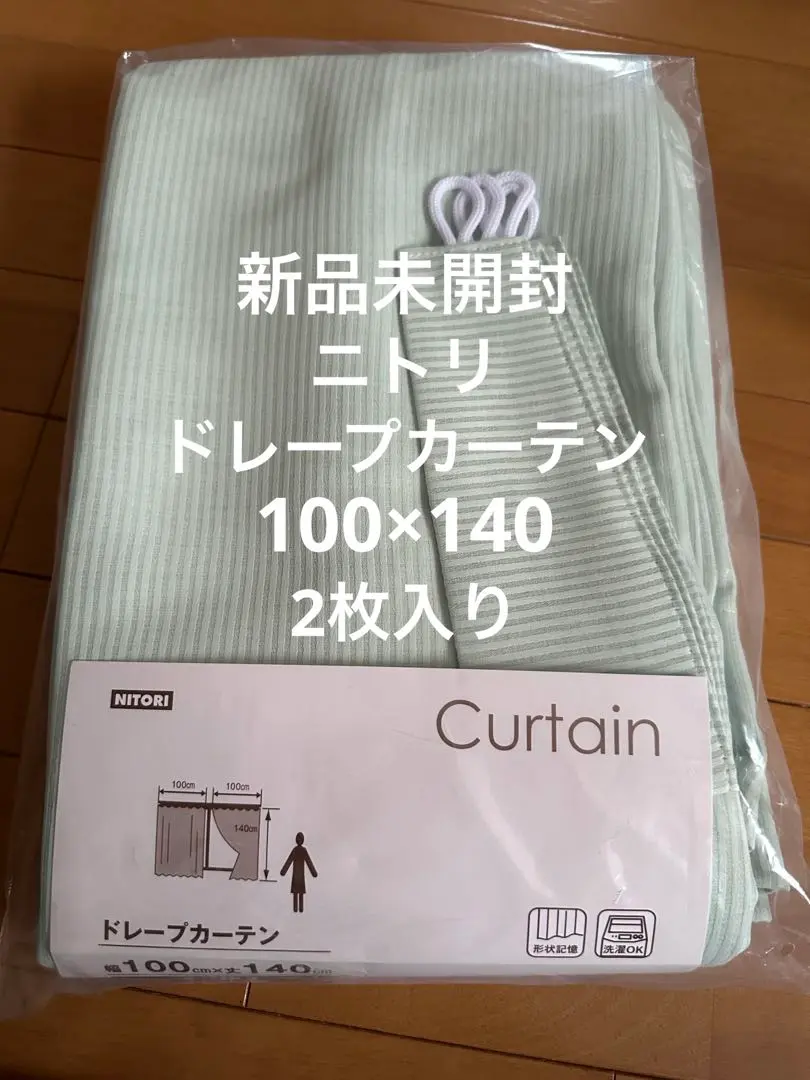 新品未開封
ニトリ
ドレープカーテン
100×140
2枚入り
NITORI
Curtain
100cm 100cm
140cm
ドレープカーテン
幅100cm×丈140cm
形状記憶
洗濯OK